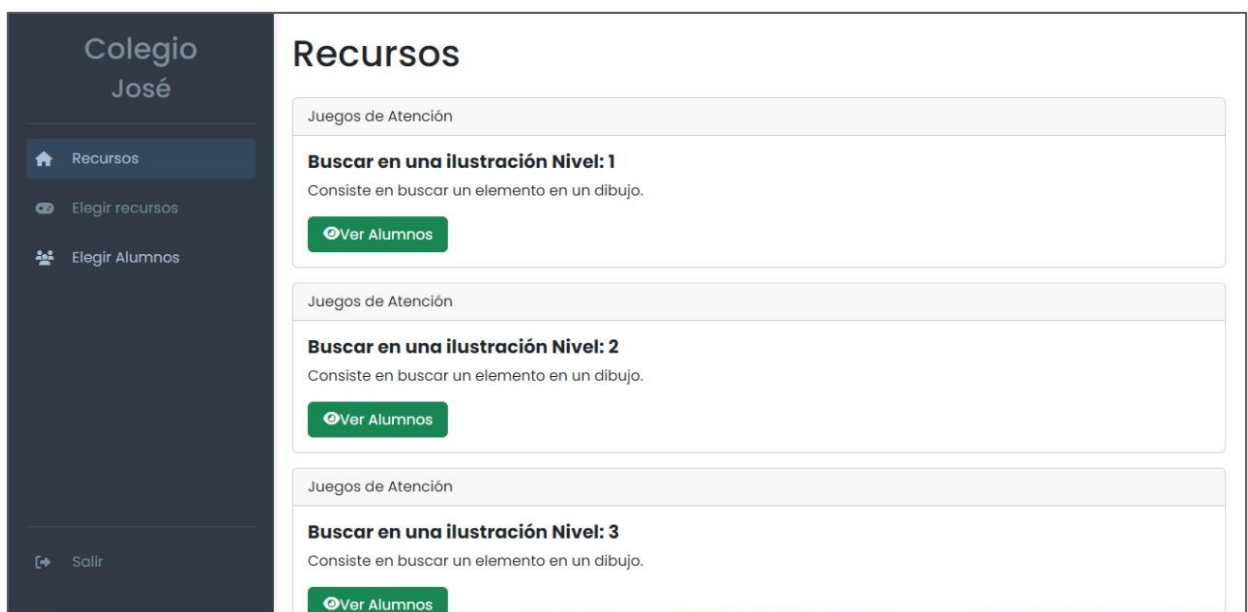 Colegio
José
Recursos
Elegir recursos
Elegir Alumnos
Salir
Recursos
Juegos de Atención
Buscar en una ilustración Nivel: 1
Consiste en buscar un elemento en un dibujo.
Ver Alumnos
Juegos de Atención
Buscar en una ilustración Nivel: 2
Consiste en buscar un elemento en un dibujo.
Ver Alumnos
Juegos de Atención
Buscar en una ilustración Nivel: 3
Consiste en buscar un elemento en un dibujo.
Ver Alumnos